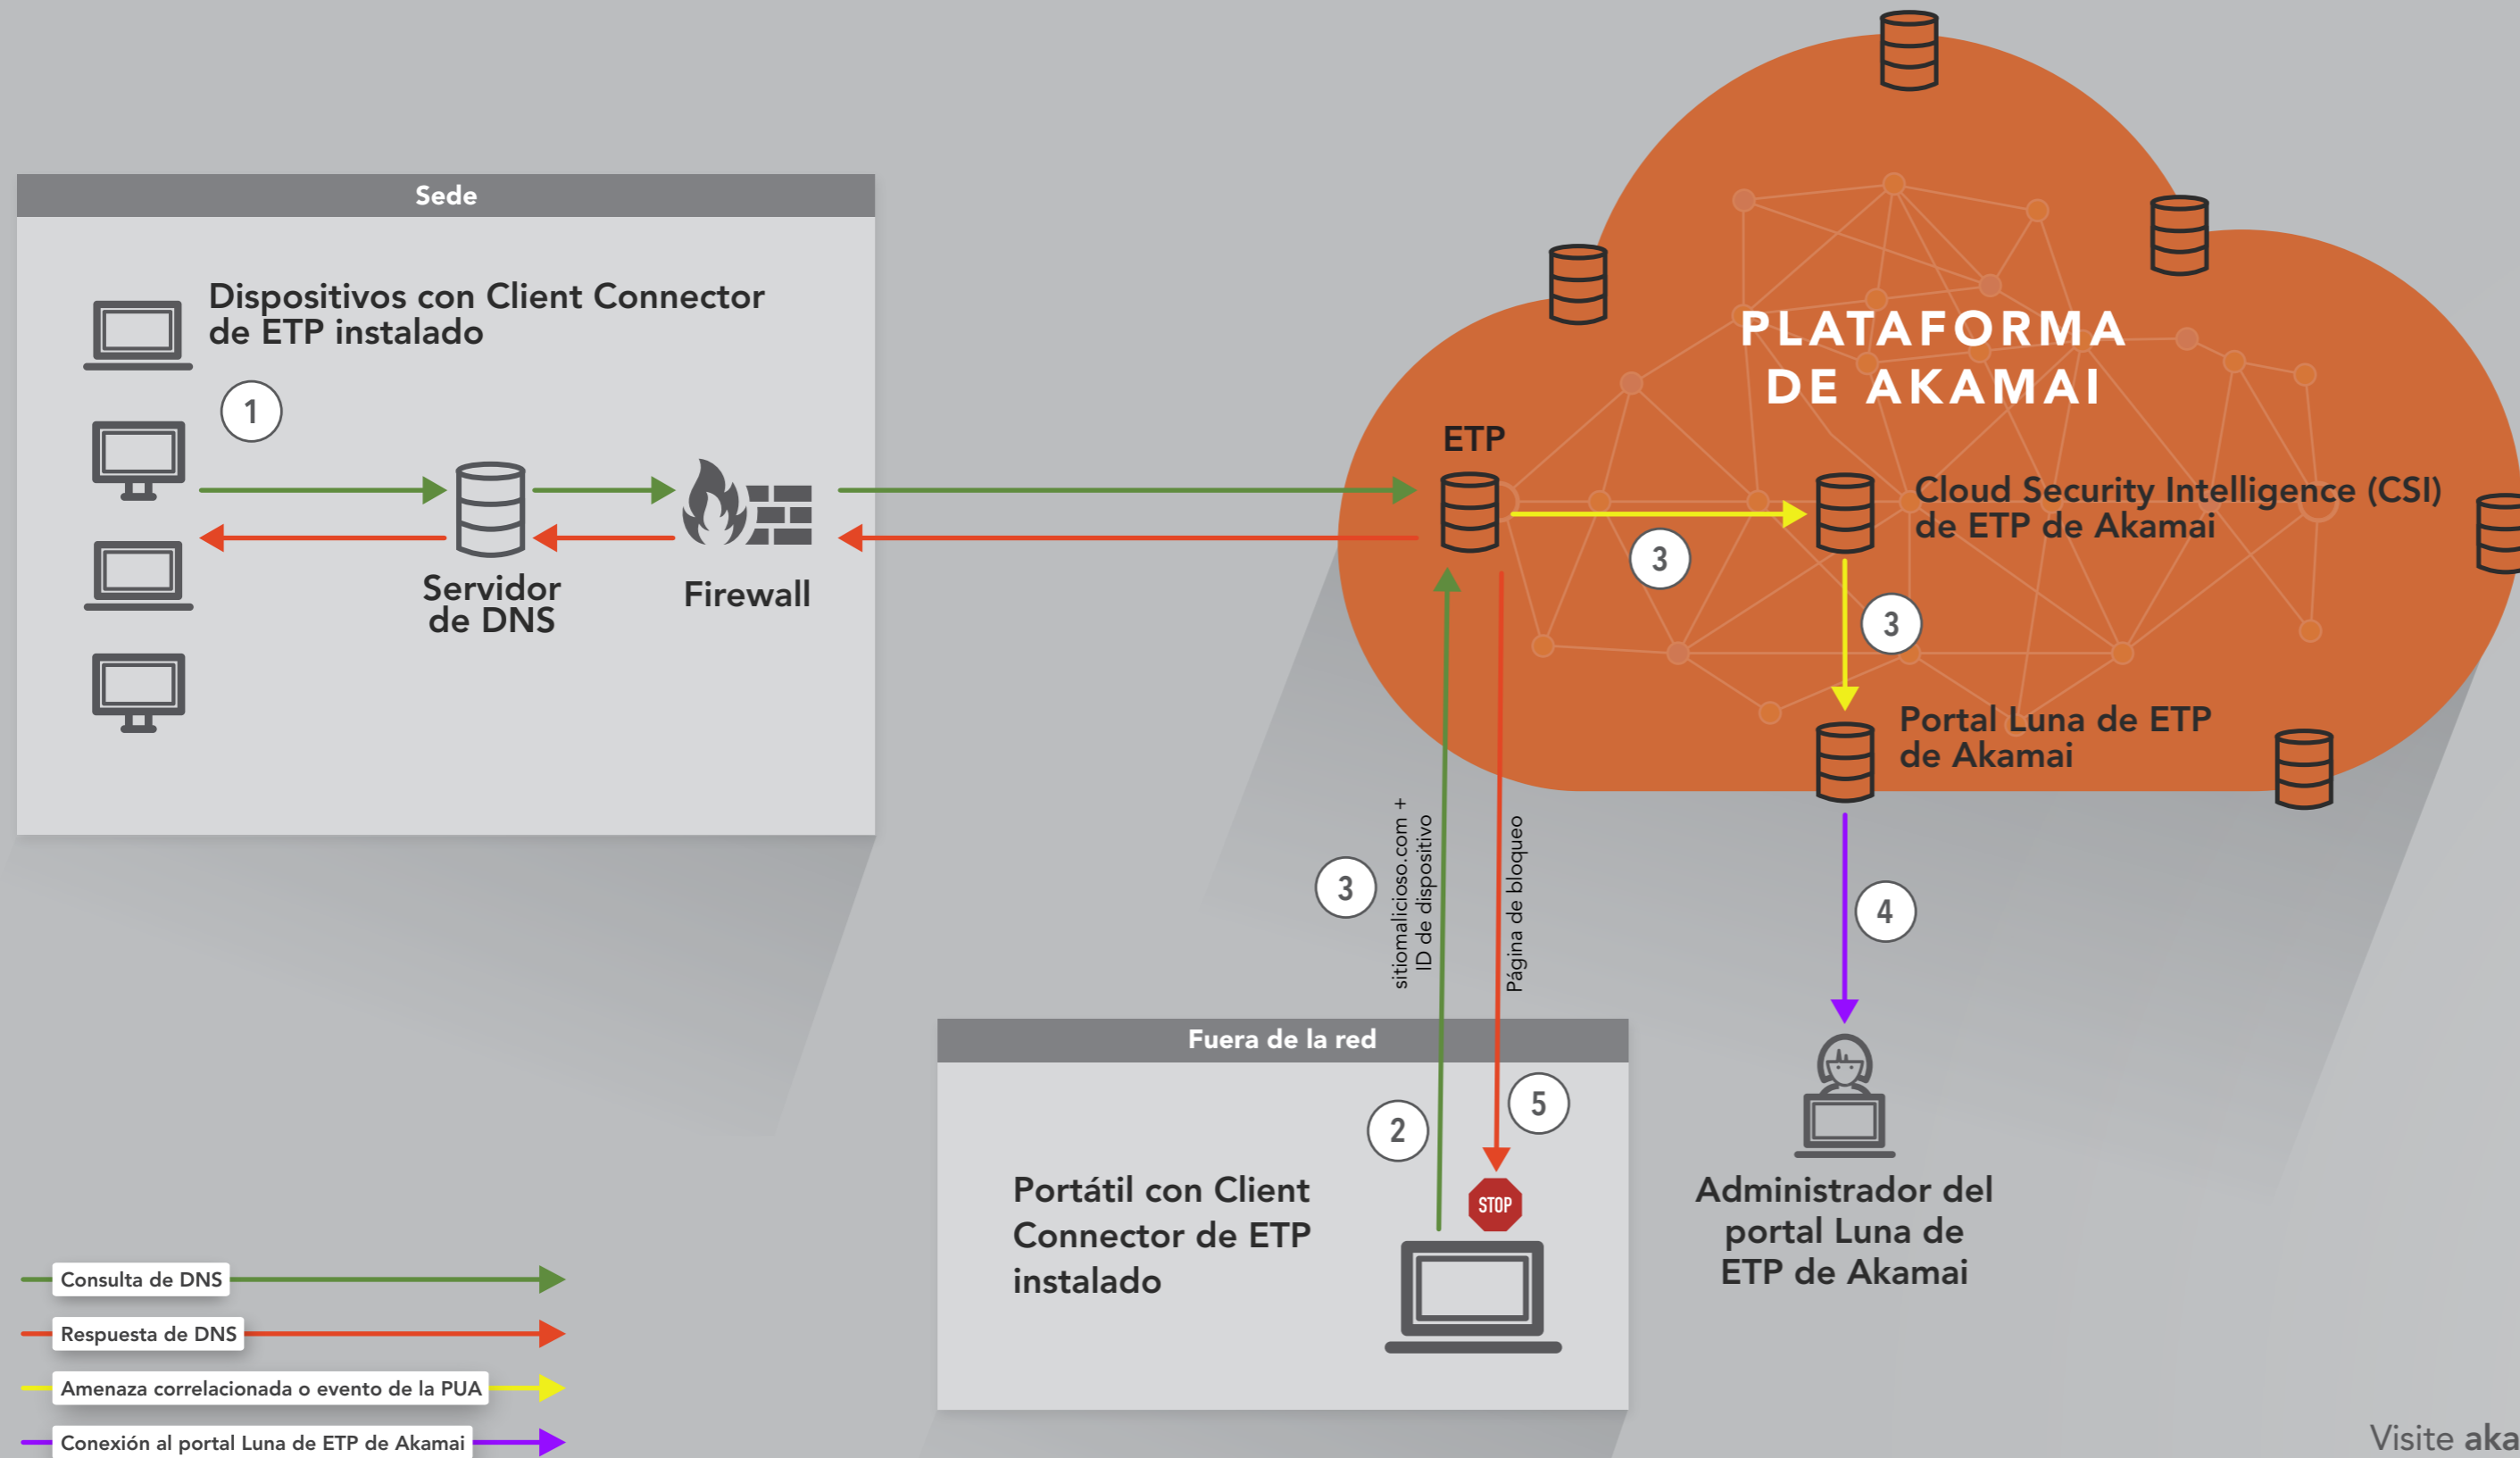 Sede
Dispositivos con Client Connector
de ETP instalado
1
Servidor
de DNS
Firewall
PLATAFORMA
DE AKAMAI
ETP
3
Cloud Security Intelligence (CSI)
de ETP de Akamai
3
Portal Luna de ETP
de Akamai
3
sitiomalicioso.com +
ID de dispositivo
Página de bloqueo
4
Fuera de la red
2
5
STOP
Portátil con Client
Connector de ETP
instalado
Administrador del
portal Luna de
ETP de Akamai
Consulta de DNS
Respuesta de DNS
Amenaza correlacionada o evento de la PUA
Conexión al portal Luna de ETP de Akamai
Visite aka